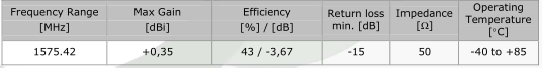 Frequency Range [MHz]
Max Gain [dBi]
Efficiency [%] / [dB]
Return loss min. [dB]
Impedance [Ω]
Operating Temperature [°C]
1575.42
+0,35
43 / -3,67
-15
50
-40 to +85